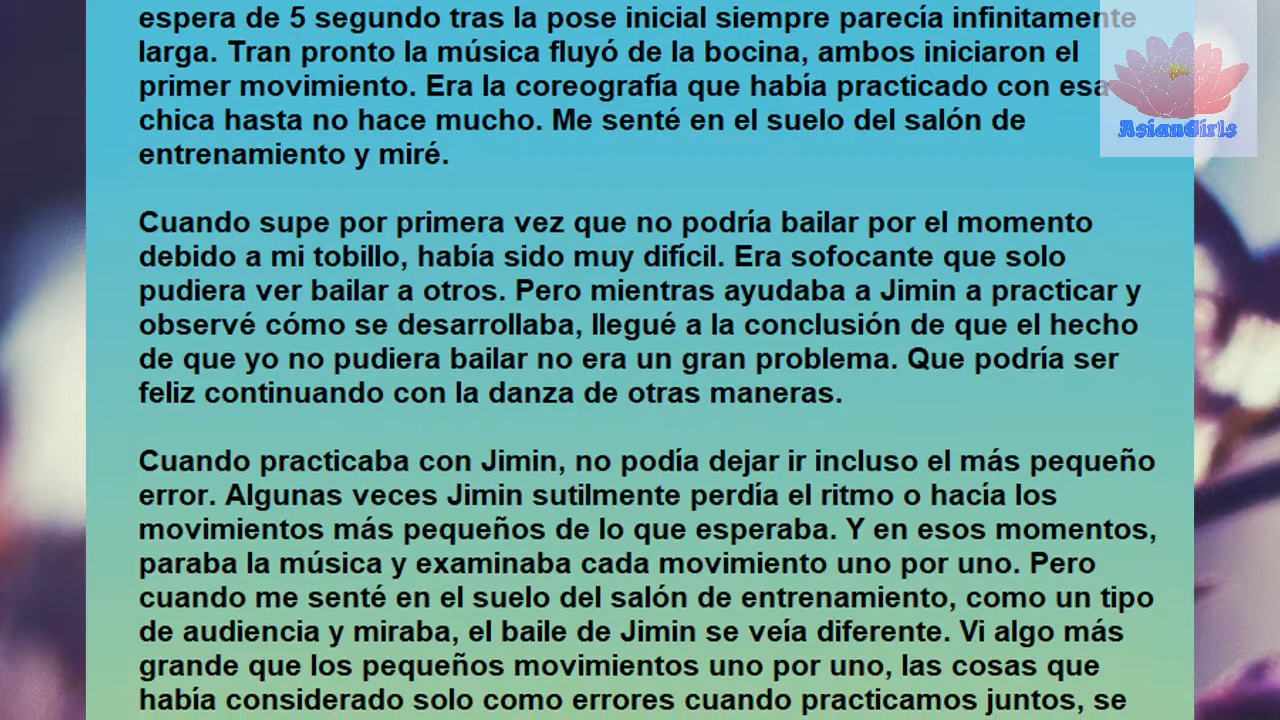 espera de 5 segundo tras la pose inicial siempre parecía infinitamente
larga. Tran pronto la música fluyó de la bocina, ambos iniciaron el
primer movimiento. Era la coreografía que había practicado con esa
chica hasta no hace mucho. Me senté en el suelo del salón de
entrenamiento y miré.
Cuando supe por primera vez que no podría bailar por el momento
debido a mi tobillo, había sido muy difícil. Era sofocante que solo
pudiera ver bailar a otros. Pero mientras ayudaba a Jimin a practicar y
observé cómo se desarrollaba, llegué a la conclusión de que el hecho
de que yo no pudiera bailar no era un gran problema. Que podría ser
feliz continuando con la danza de otras maneras.
Cuando practicaba con Jimin, no podía dejar ir incluso el más pequeño
error. Algunas veces Jimin sutilmente perdía el ritmo o hacía los
movimientos más pequeños de lo que esperaba. Y en esos momentos,
paraba la música y examinaba cada movimiento uno por uno. Pero
cuando me senté en el suelo del salón de entrenamiento, como un tipo
de audiencia y miraba, el baile de Jimin se veía diferente. Vi algo más
grande que los pequeños movimientos uno por uno, las cosas que
había considerado solo como errores cuando practicamos juntos, se
AsianGirls